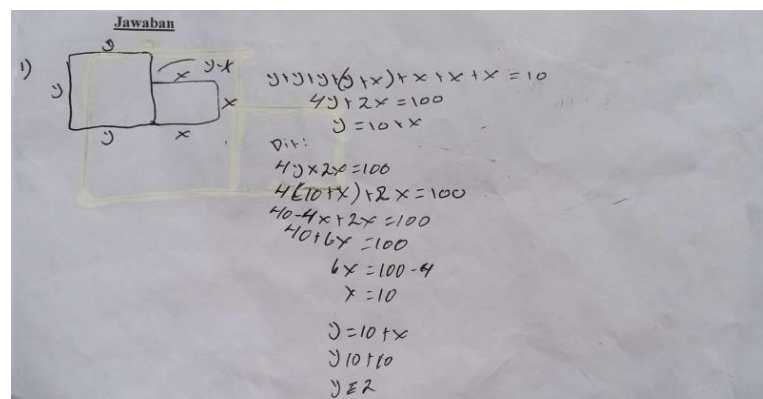 Jawaban
1)
y
y
y-x
x
y
x
y
x
y+y+y+(y+x)+x+x+x=10
4y+2x=100
y=10+x
Dit:
4y×2x=100
4(10+x)+2x=100
40-4x+2x=100
40+6x=100
6x=100-4
x=10
y=10+x
y 10+10
y=2